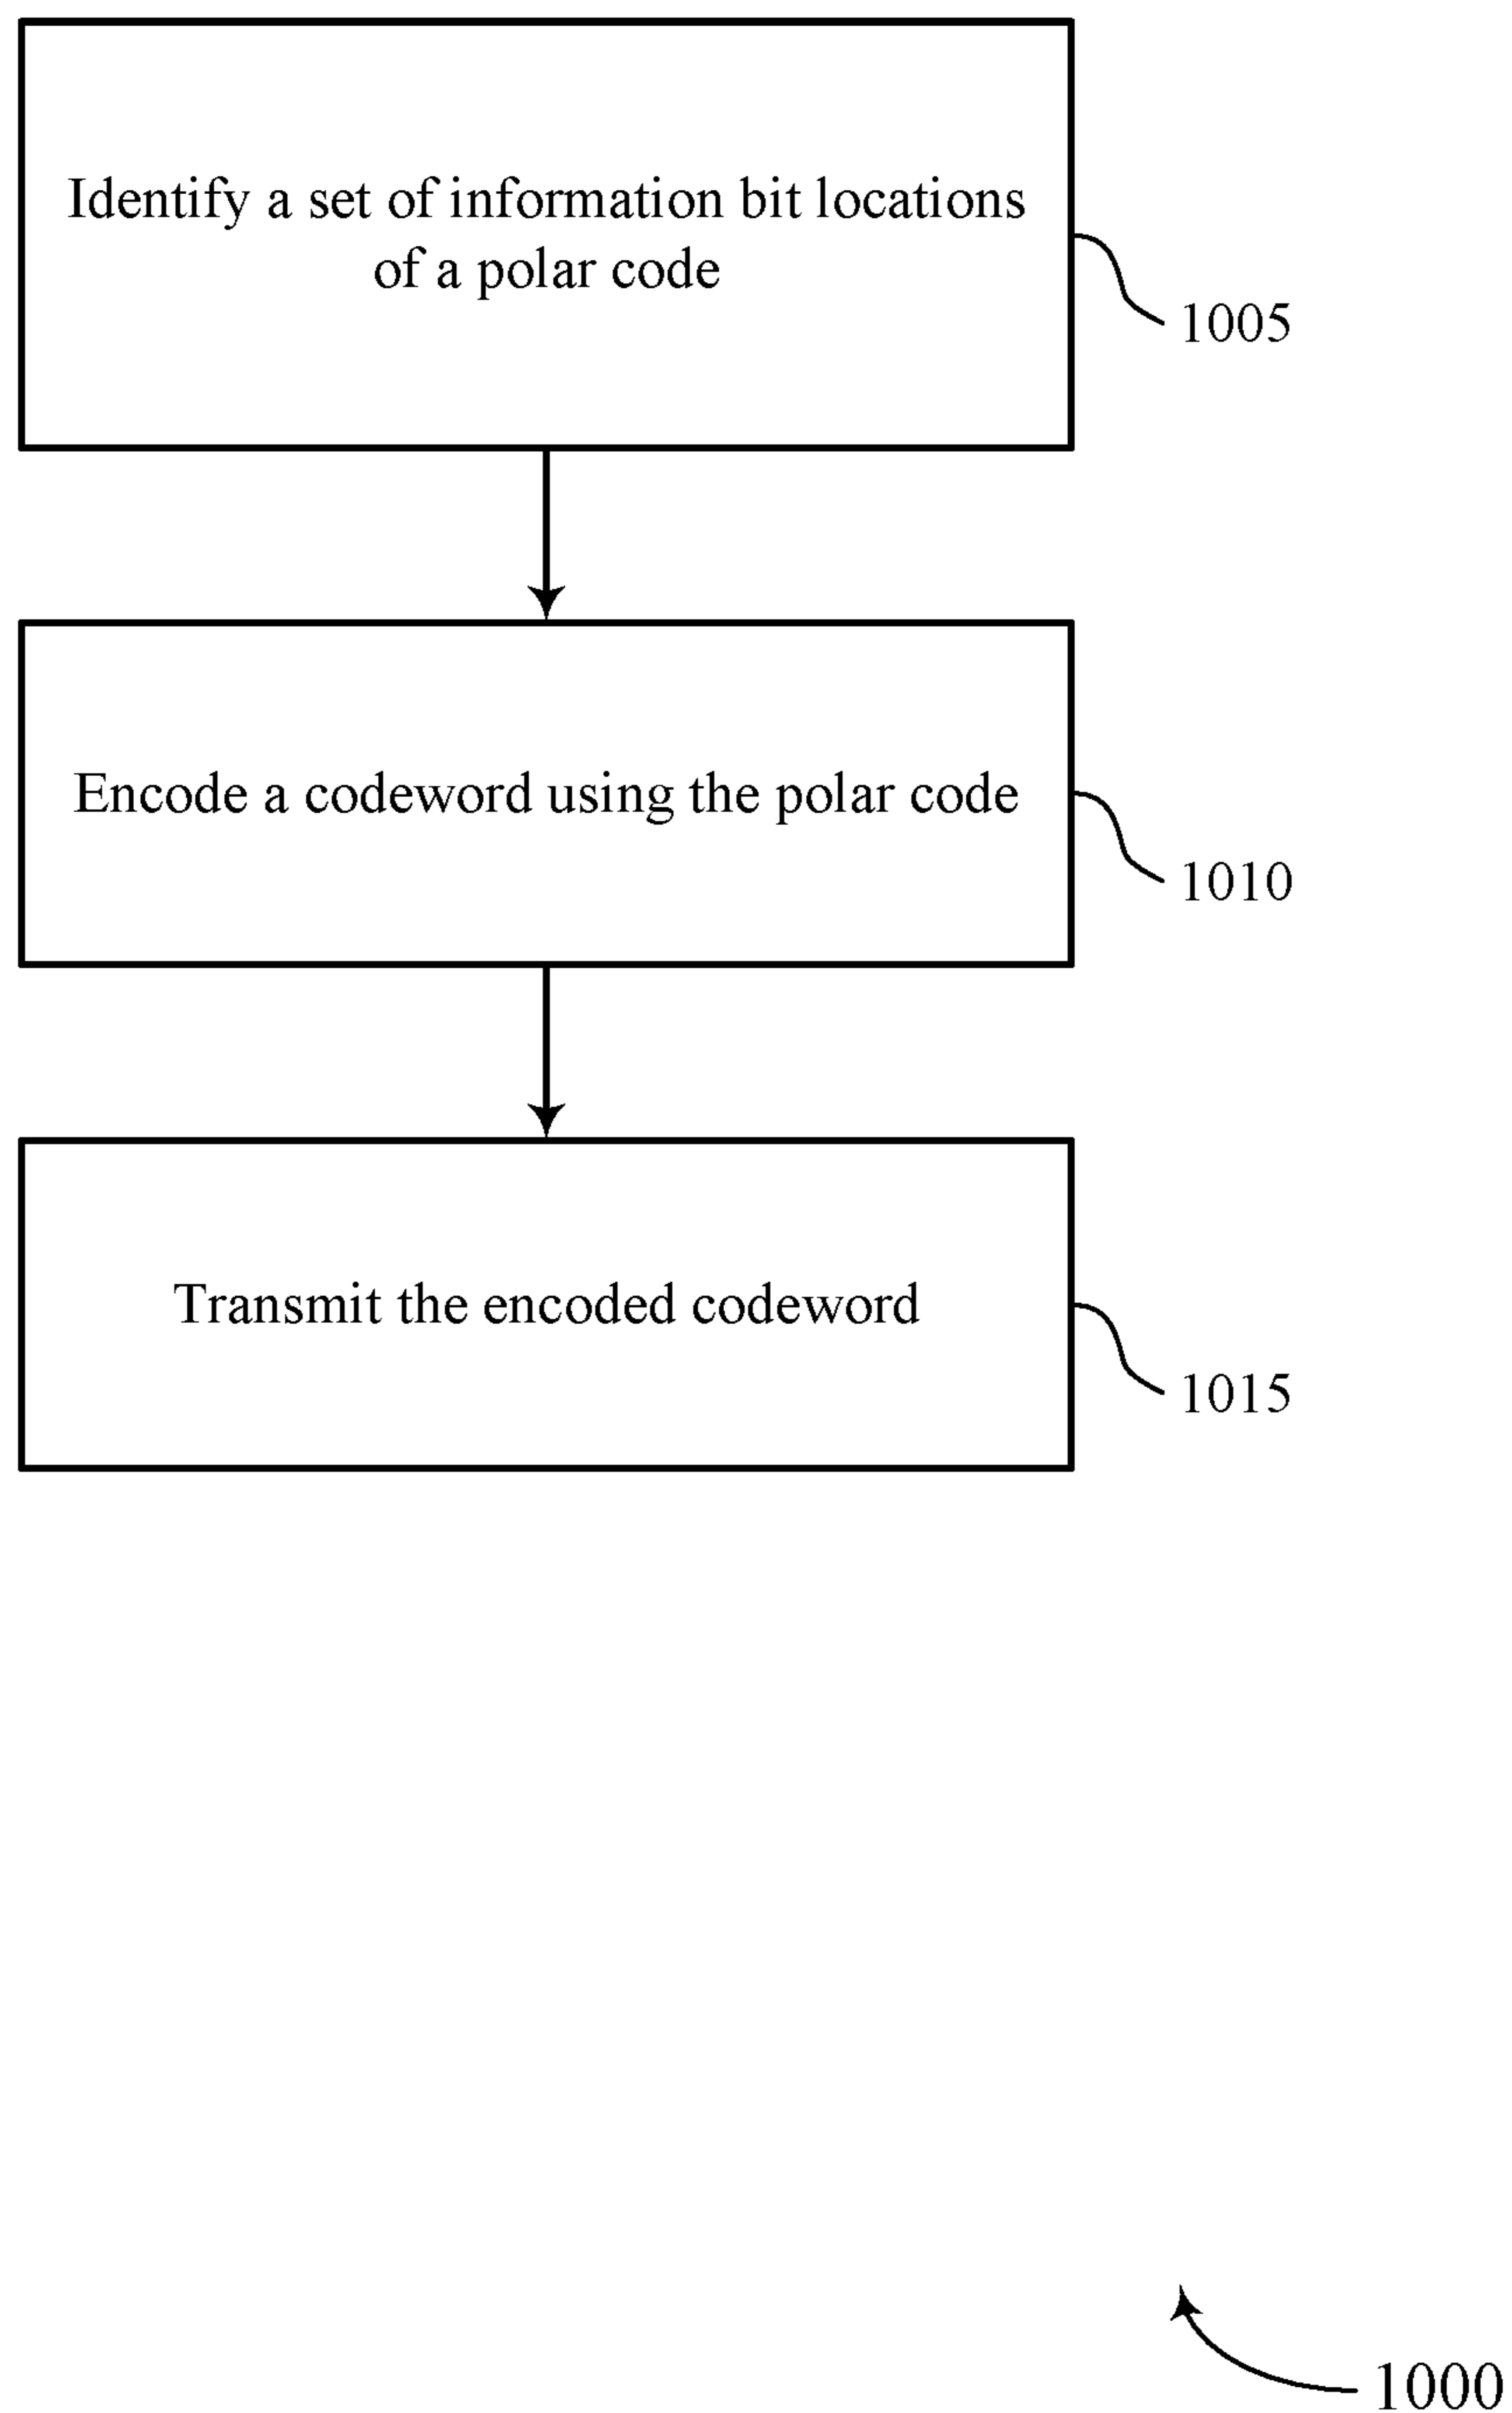 Identify a set of information bit locations
of a polar code
1005
Encode a codeword using the polar code
1010
Transmit the encoded codeword
1015
1000